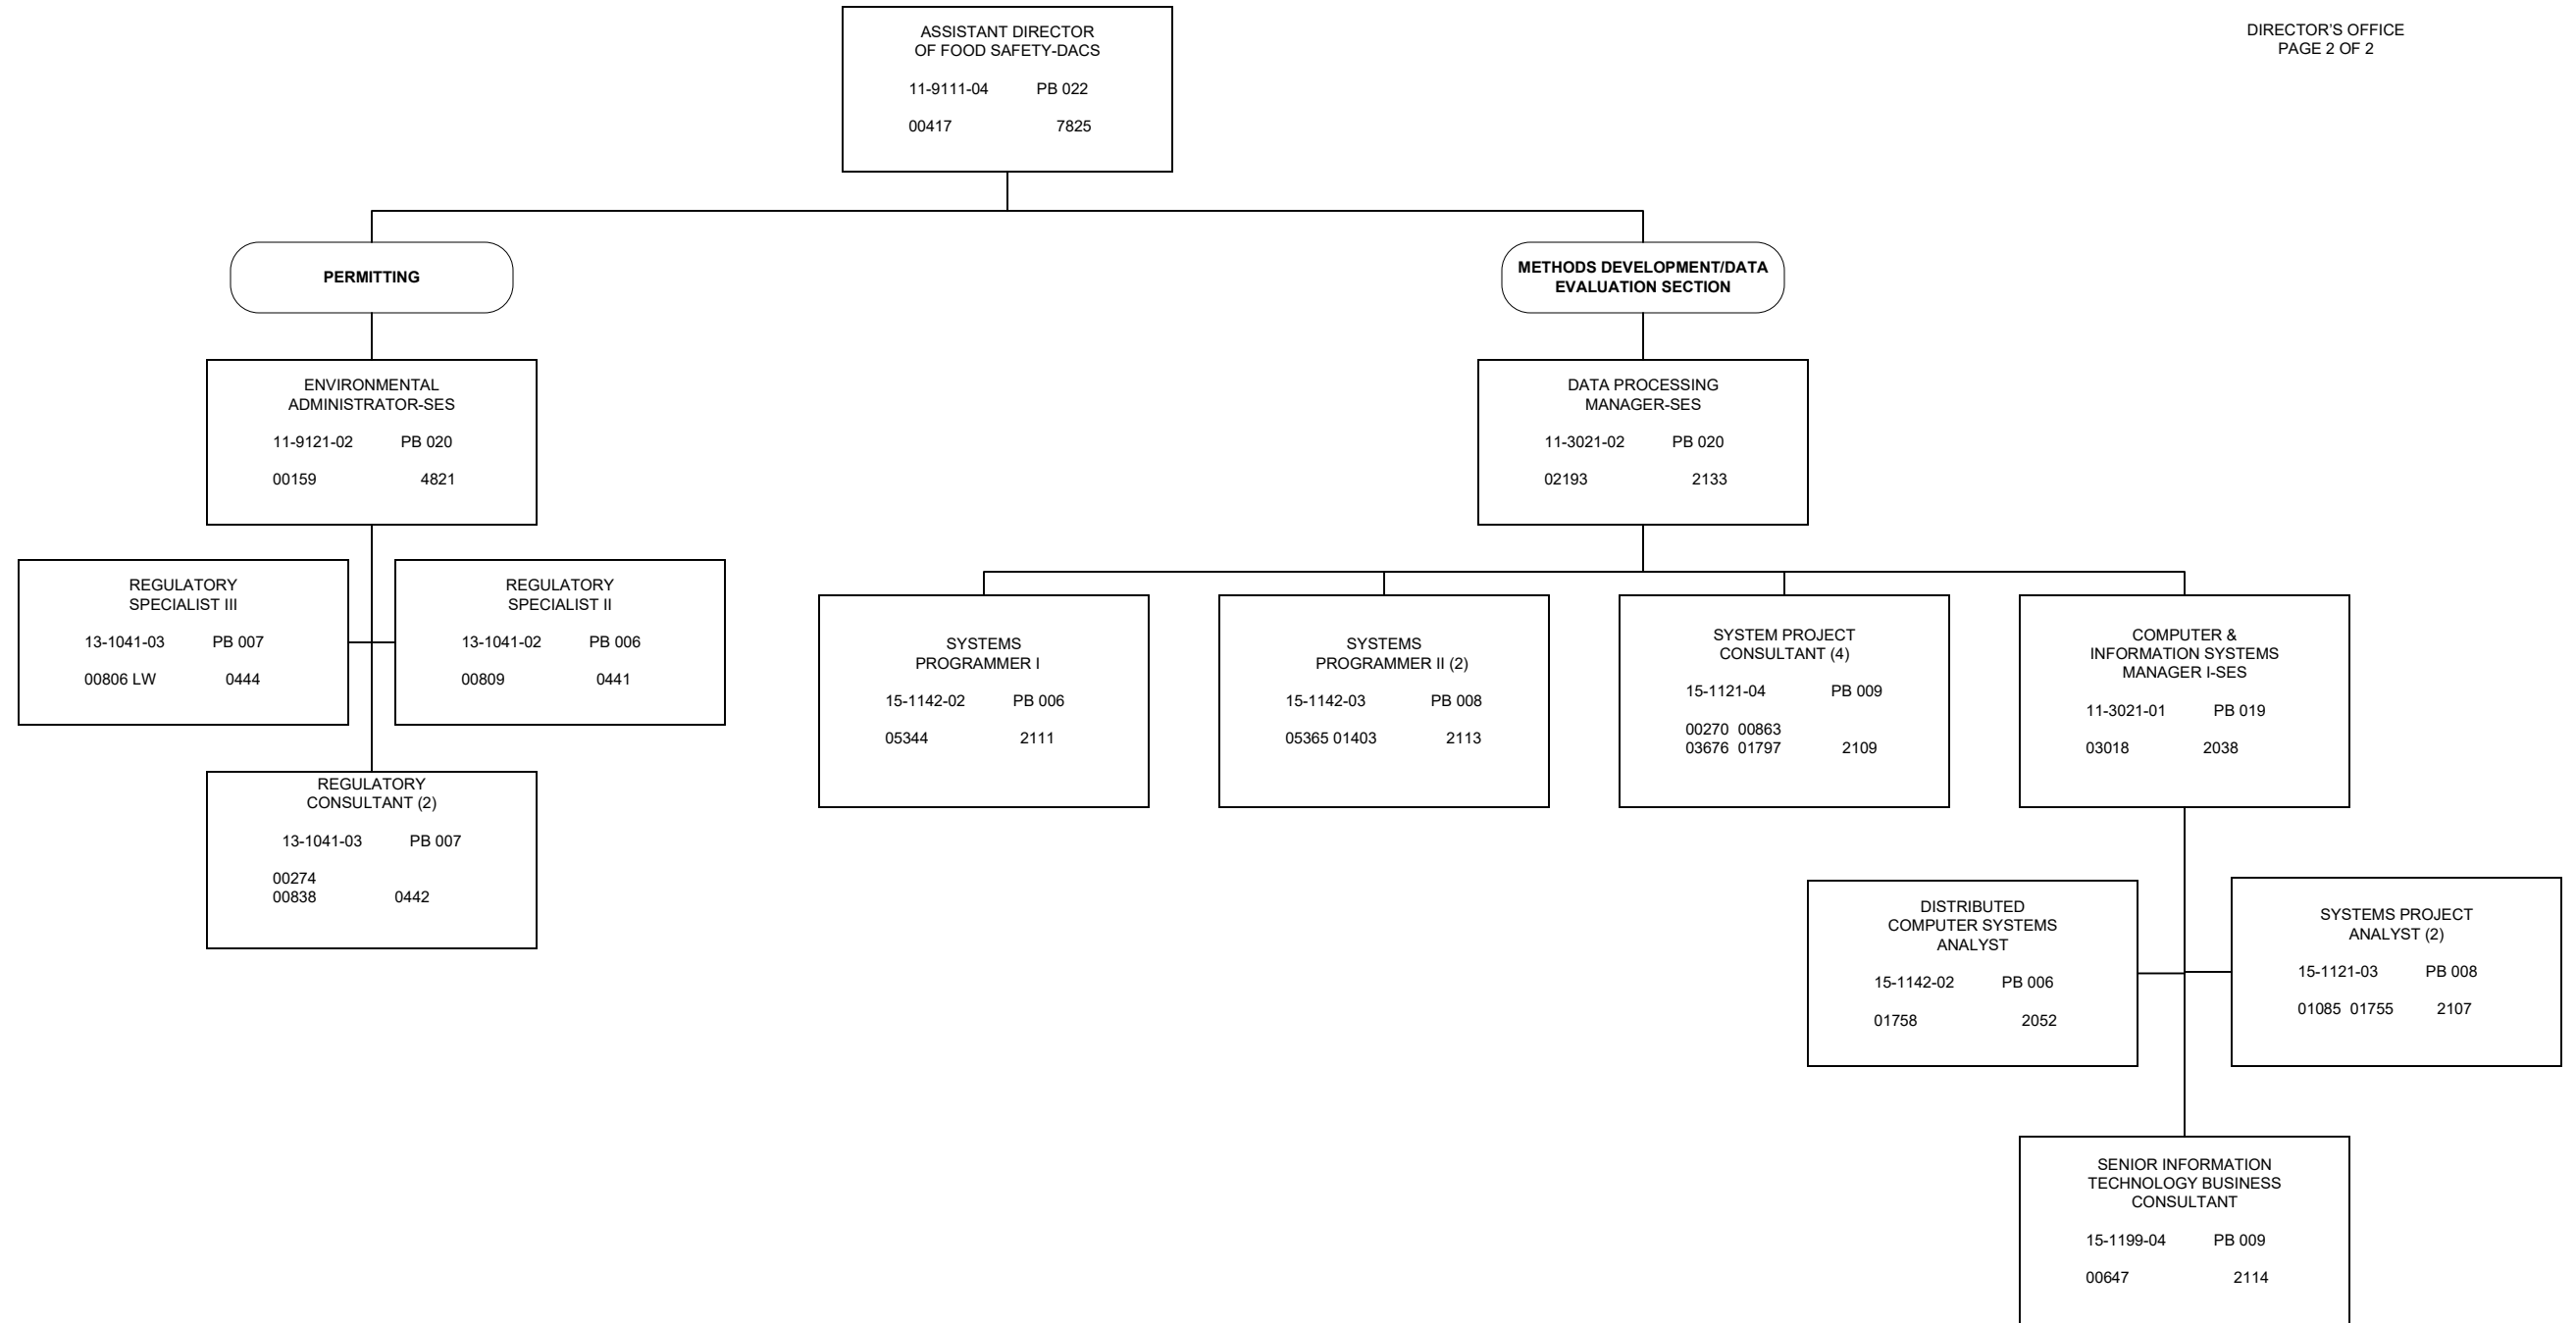 DIRECTOR'S OFFICE
PAGE 2 OF 2
ASSISTANT DIRECTOR
OF FOOD SAFETY-DACS
11-9111-04 PB 022
00417 7825
PERMITTING
METHODS DEVELOPMENT/DATA
EVALUATION SECTION
ENVIRONMENTAL
ADMINISTRATOR-SES
11-9121-02 PB 020
00159 4821
DATA PROCESSING
MANAGER-SES
11-3021-02 PB 020
02193 2133
REGULATORY
SPECIALIST III
13-1041-03 PB 007
00806 LW 0444
REGULATORY
SPECIALIST II
13-1041-02 PB 006
00809 0441
REGULATORY
CONSULTANT (2)
13-1041-03 PB 007
00274
00838 0442
SYSTEMS
PROGRAMMER I
15-1142-02 PB 006
05344 2111
SYSTEMS
PROGRAMMER II (2)
15-1142-03 PB 008
05365 01403 2113
SYSTEM PROJECT
CONSULTANT (4)
15-1121-04 PB 009
00270 00863
03676 01797 2109
COMPUTER &
INFORMATION SYSTEMS
MANAGER I-SES
11-3021-01 PB 019
03018 2038
DISTRIBUTED
COMPUTER SYSTEMS
ANALYST
15-1142-02 PB 006
01758 2052
SYSTEMS PROJECT
ANALYST (2)
15-1121-03 PB 008
01085 01755 2107
SENIOR INFORMATION
TECHNOLOGY BUSINESS
CONSULTANT
15-1199-04 PB 009
00647 2114